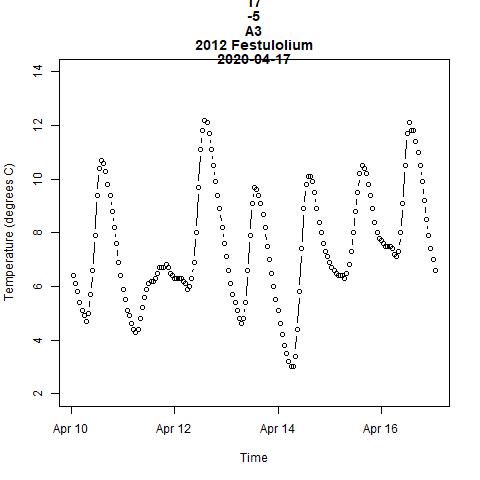 17
-5
A3
2012 Festulolium
2020-04-17
14
12
10
8
6
4
2
Temperature (degrees C)
Apr 10
Apr 12
Apr 14
Apr 16
Time